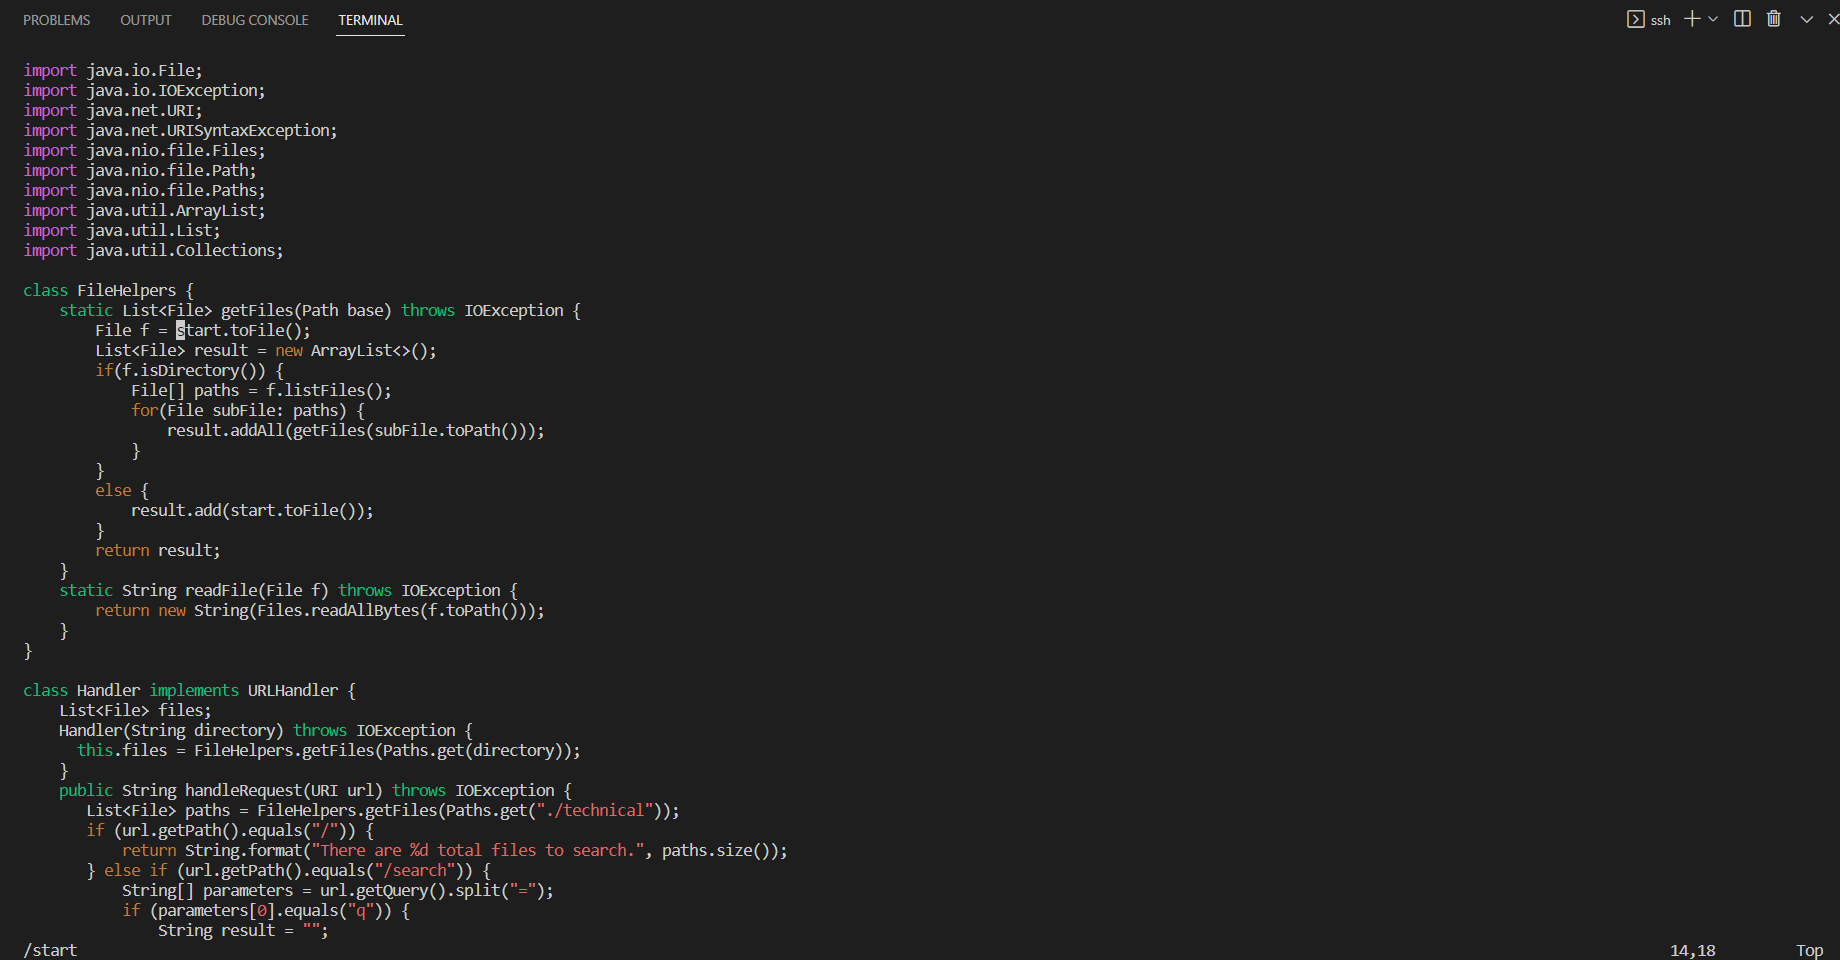 PROBLEMS OUTPUT DEBUG CONSOLE TERMINAL ssh
import java.io.File;
import java.io.IOException;
import java.net.URI;
import java.net.URISyntaxException;
import java.nio.file.Files;
import java.nio.file.Path;
import java.nio.file.Paths;
import java.util.ArrayList;
import java.util.List;
import java.util.Collections;

class FileHelpers {
    static List<File> getFiles(Path base) throws IOException {
        File f = start.toFile();
        List<File> result = new ArrayList<>();
        if(f.isDirectory()) {
            File[] paths = f.listFiles();
            for(File subFile: paths) {
                result.addAll(getFiles(subFile.toPath()));
            }
        }
        else {
            result.add(start.toFile());
        }
        return result;
    }
    static String readFile(File f) throws IOException {
        return new String(Files.readAllBytes(f.toPath()));
    }
}

class Handler implements URLHandler {
    List<File> files;
    Handler(String directory) throws IOException {
      this.files = FileHelpers.getFiles(Paths.get(directory));
    }
    public String handleRequest(URI url) throws IOException {
       List<File> paths = FileHelpers.getFiles(Paths.get("./technical"));
       if (url.getPath().equals("/")) {
           return String.format("There are %d total files to search.", paths.size());
       } else if (url.getPath().equals("/search")) {
           String[] parameters = url.getQuery().split("=");
           if (parameters[0].equals("q")) {
               String result = "";
/start 14,18 Top